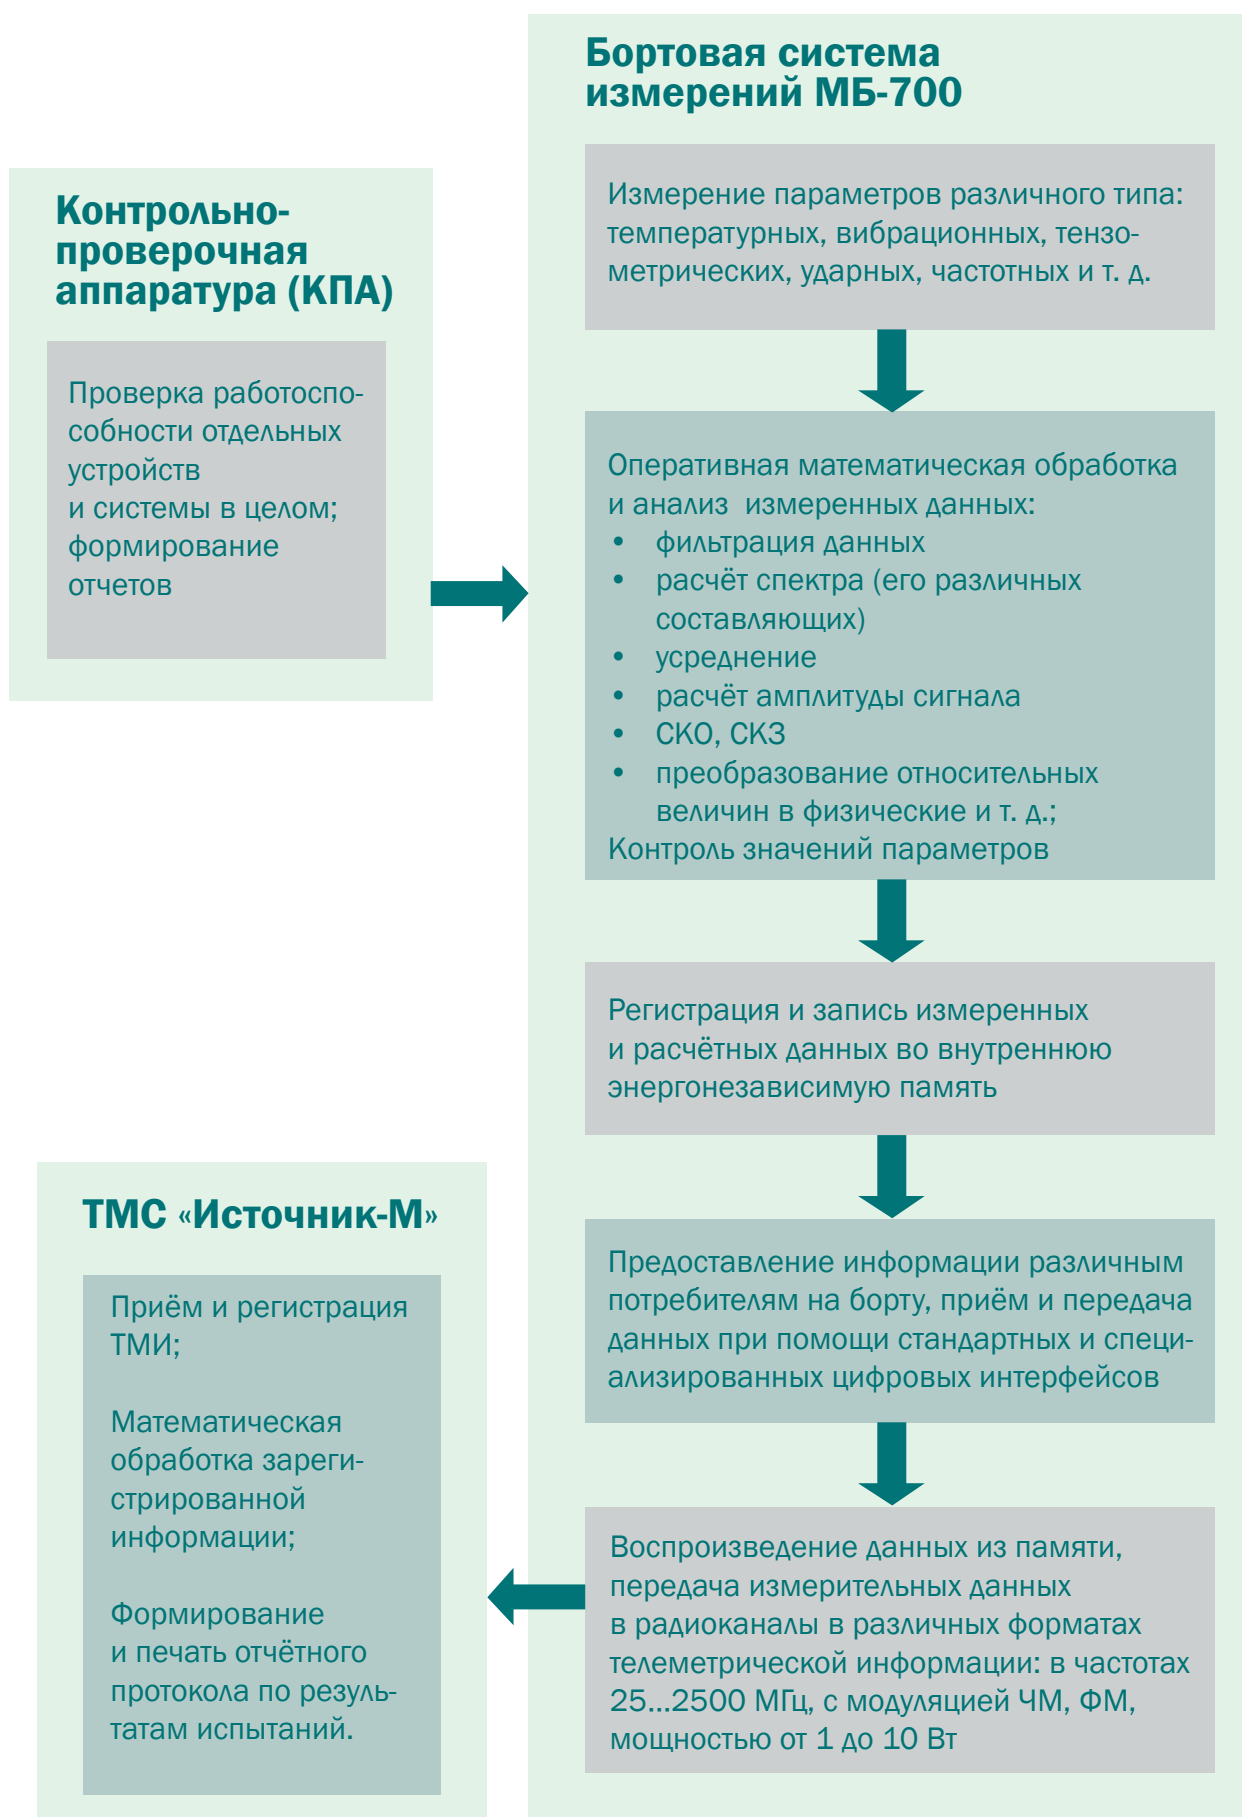 Бортовая система
измерений МБ-700
Измерение параметров различного типа:
температурных, вибрационных, тензо-
метрических, ударных, частотных и т. д.
Контрольно-
проверочная
аппаратура (КПА)
Проверка работоспо-
собности отдельных
устройств
и системы в целом;
формирование
отчетов
Оперативная математическая обработка
и анализ измеренных данных:
• фильтрация данных
• расчёт спектра (его различных
составляющих)
• усреднение
• расчёт амплитуды сигнала
• СКО, СКЗ
• преобразование относительных
величин в физические и т. д.;
Контроль значений параметров
Регистрация и запись измеренных
и расчётных данных во внутреннюю
энергонезависимую память
Предоставление информации различным
потребителям на борту, приём и передача
данных при помощи стандартных и специ-
ализированных цифровых интерфейсов
Воспроизведение данных из памяти,
передача измерительных данных
в радиоканалы в различных форматах
телеметрической информации: в частотах
25...2500 МГц, с модуляцией ЧМ, ФМ,
мощностью от 1 до 10 Вт
ТМС «Источник-М»
Приём и регистрация
ТМИ;
Математическая
обработка зареги-
стрированной
информации;
Формирование
и печать отчётного
протокола по резуль-
татам испытаний.